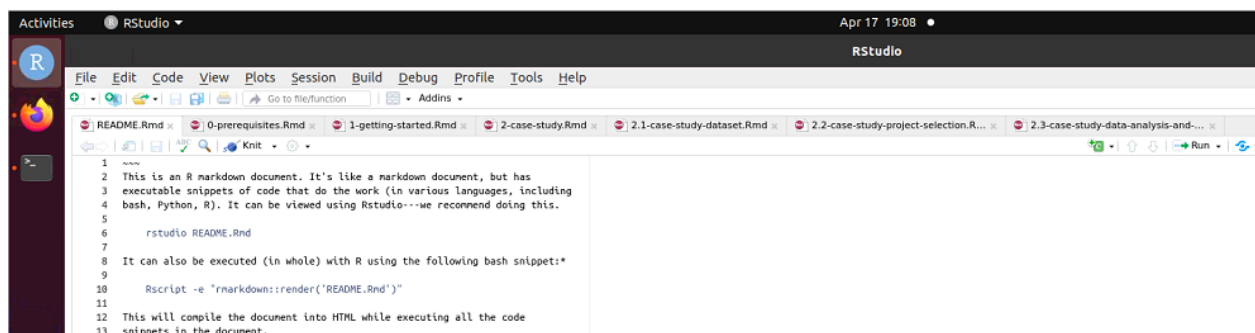 Activities RStudio Apr 17 19:08
RStudio
File Edit Code View Plots Session Build Debug Profile Tools Help
Go to file/function Addins
README.Rmd 0-prerequisites.Rmd 1-getting-started.Rmd 2-case-study.Rmd 2.1-case-study-dataset.Rmd 2.2-case-study-project-selection.R... 2.3-case-study-data-analysis-and-...
ABC Knit Run
1 ~~~
2 This is an R markdown document. It's like a markdown document, but has
3 executable snippets of code that do the work (in various languages, including
4 bash, Python, R). It can be viewed using Rstudio---we recommend doing this.
5
6 rstudio README.Rmd
7
8 It can also be executed (in whole) with R using the following bash snippet:*
9
10 Rscript -e "rmarkdown::render('README.Rmd')"
11
12 This will compile the document into HTML while executing all the code
13 snippets in the document.